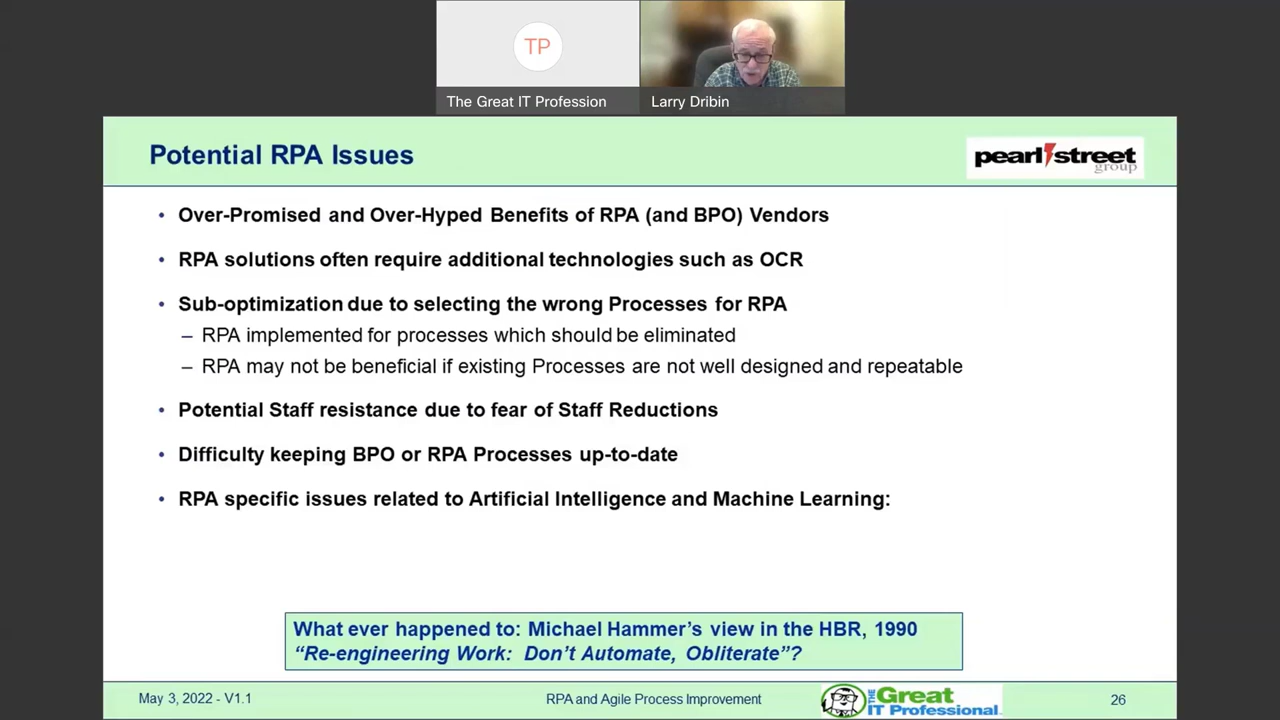 TP
The Great IT Profession
Larry Dribin
Potential RPA Issues
pearl street
group
• Over-Promised and Over-Hyped Benefits of RPA (and BPO) Vendors
• RPA solutions often require additional technologies such as OCR
• Sub-optimization due to selecting the wrong Processes for RPA
– RPA implemented for processes which should be eliminated
– RPA may not be beneficial if existing Processes are not well designed and repeatable
• Potential Staff resistance due to fear of Staff Reductions
• Difficulty keeping BPO or RPA Processes up-to-date
• RPA specific issues related to Artificial Intelligence and Machine Learning:
What ever happened to: Michael Hammer's view in the HBR, 1990
“Re-engineering Work: Don't Automate, Obliterate”?
May 3, 2022 - V1.1
RPA and Agile Process Improvement
THE Great
IT Professional
26